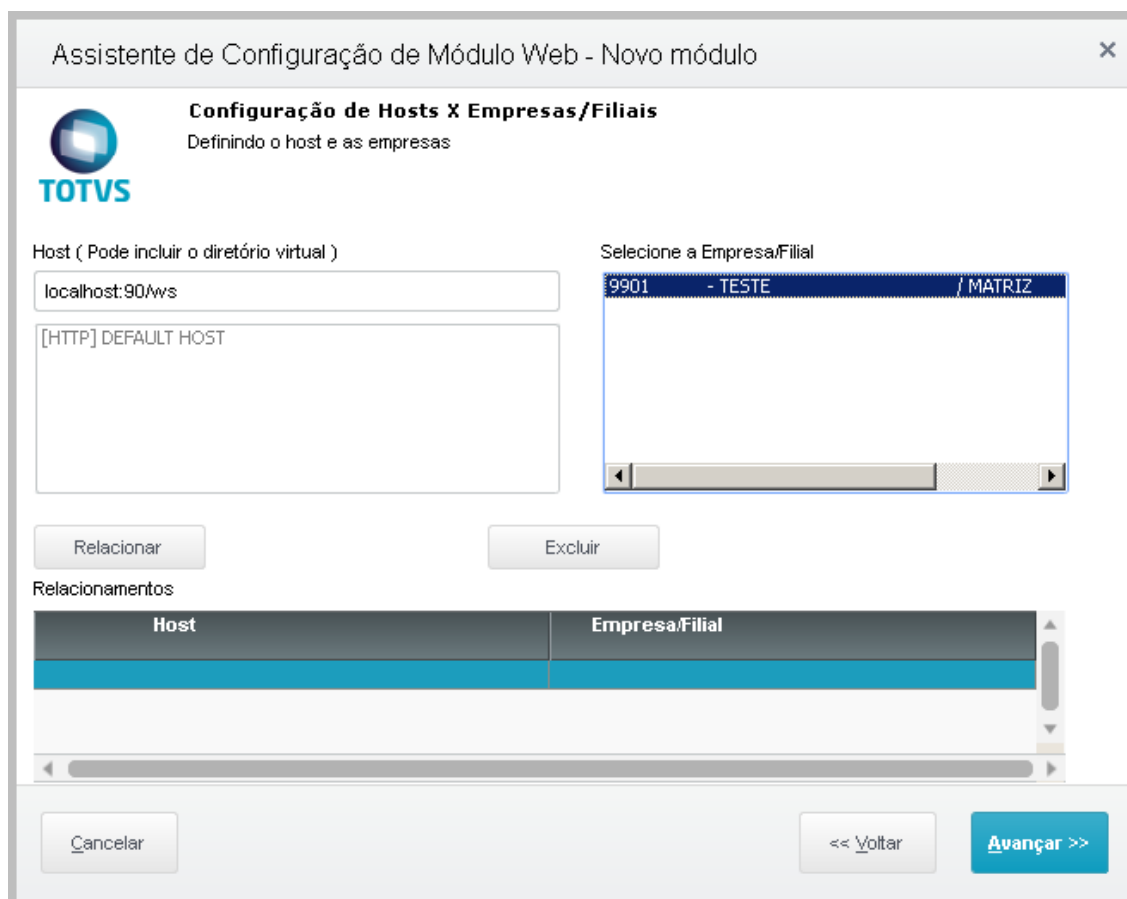 Assistente de Configuração de Módulo Web - Novo módulo
Configuração de Hosts X Empresas/Filiais
Definindo o host e as empresas
TOTVS
Host ( Pode incluir o diretório virtual )
Selecione a Empresa/Filial
localhost:90/ws
9901 - TESTE / MATRIZ
[HTTP] DEFAULT HOST
Relacionar
Excluir
Relacionamentos
Host Empresa/Filial
Cancelar
<< Voltar
Avançar >>